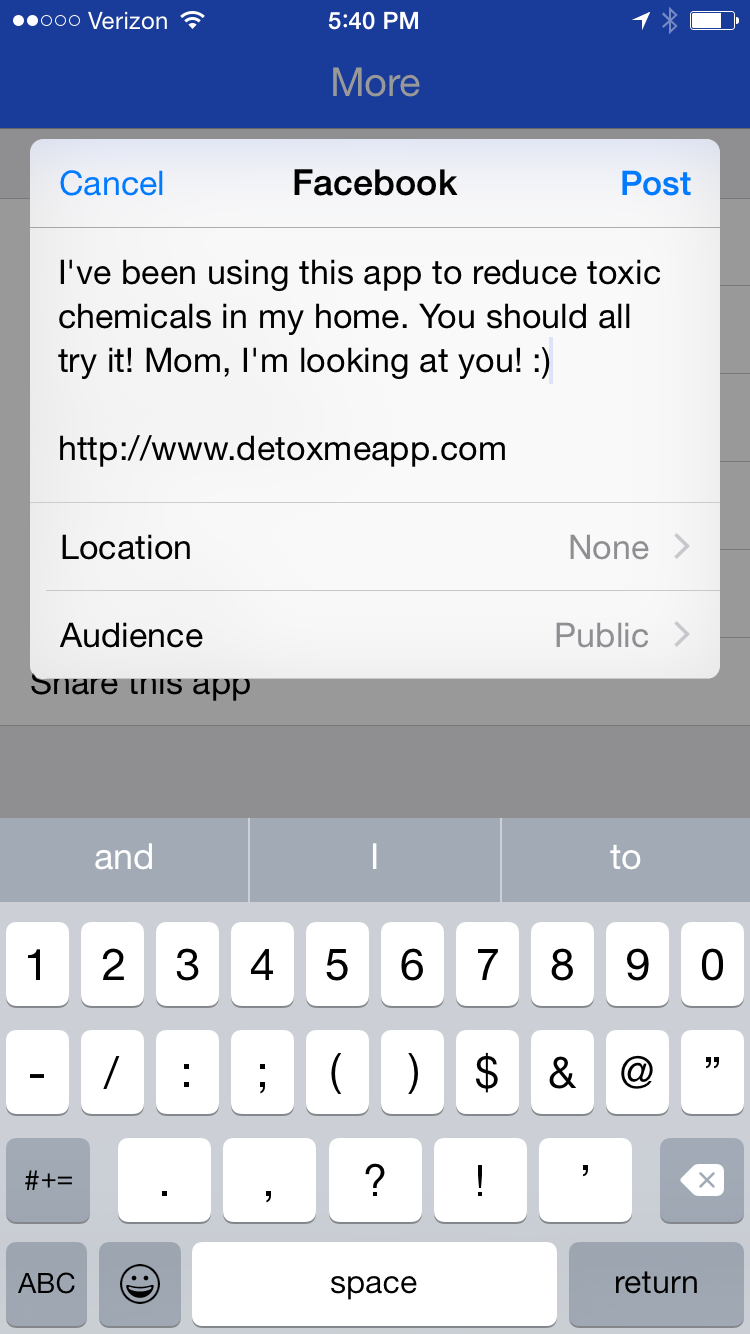 Verizon 5:40 PM
More
Cancel Facebook Post
I've been using this app to reduce toxic
chemicals in my home. You should all
try it! Mom, I'm looking at you! :)
http://www.detoxmeapp.com
Location None
Audience Public
Share this app
and I to
1 2 3 4 5 6 7 8 9 0
- / : ; ( ) $ & @ ”
#+= . , ? ! ’
ABC space return